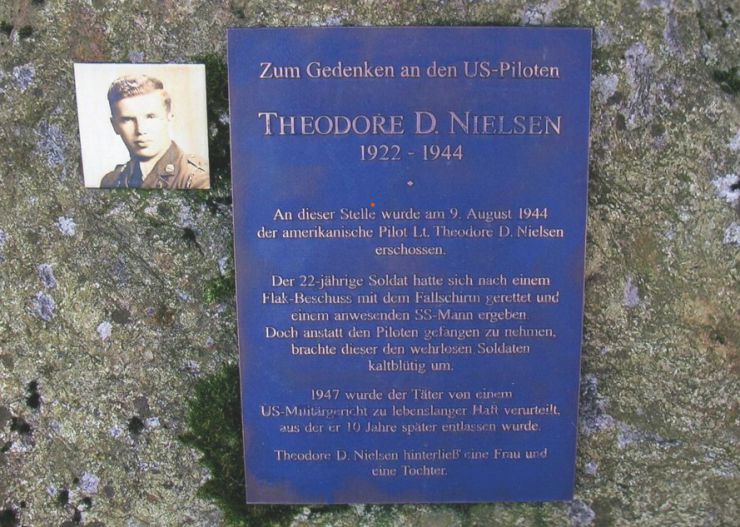 Zum Gedenken an den US-Piloten
THEODORE D. NIELSEN
1922 - 1944
An dieser Stelle wurde am 9. August 1944
der amerikanische Pilot Lt. Theodore D. Nielsen
erschossen.
Der 22-jährige Soldat hatte sich nach einem
Flak-Beschuss mit dem Fallschirm gerettet und
einem anwesenden SS-Mann ergeben.
Doch anstatt den Piloten gefangen zu nehmen,
brachte dieser den wehrlosen Soldaten
kaltblütig um.
1947 wurde der Täter von einem
US-Militärgericht zu lebenslanger Haft verurteilt,
aus der er 10 Jahre später entlassen wurde.
Theodore D. Nielsen hinterließ eine Frau und
eine Tochter.